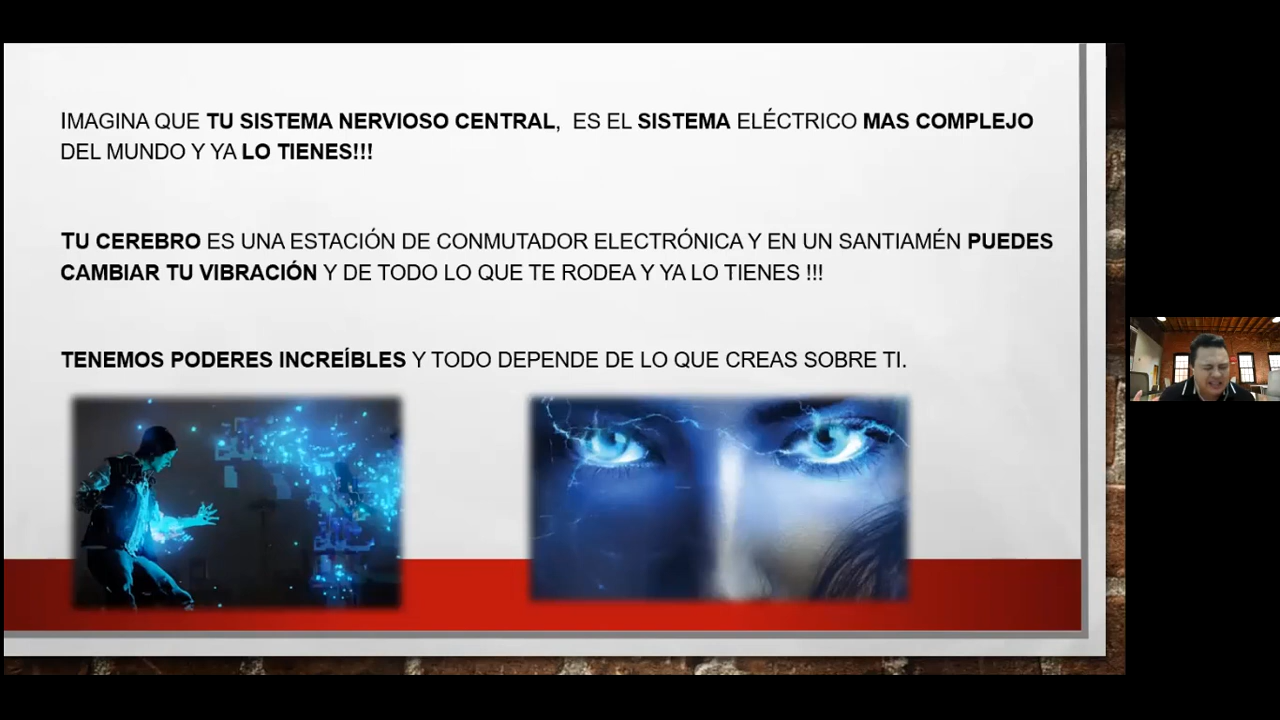 IMAGINA QUE TU SISTEMA NERVIOSO CENTRAL, ES EL SISTEMA ELÉCTRICO MAS COMPLEJO
DEL MUNDO Y YA LO TIENES!!!
TU CEREBRO ES UNA ESTACIÓN DE CONMUTADOR ELECTRÓNICA Y EN UN SANTIAMÉN PUEDES
CAMBIAR TU VIBRACIÓN Y DE TODO LO QUE TE RODEA Y YA LO TIENES !!!
TENEMOS PODERES INCREÍBLES Y TODO DEPENDE DE LO QUE CREAS SOBRE TI.